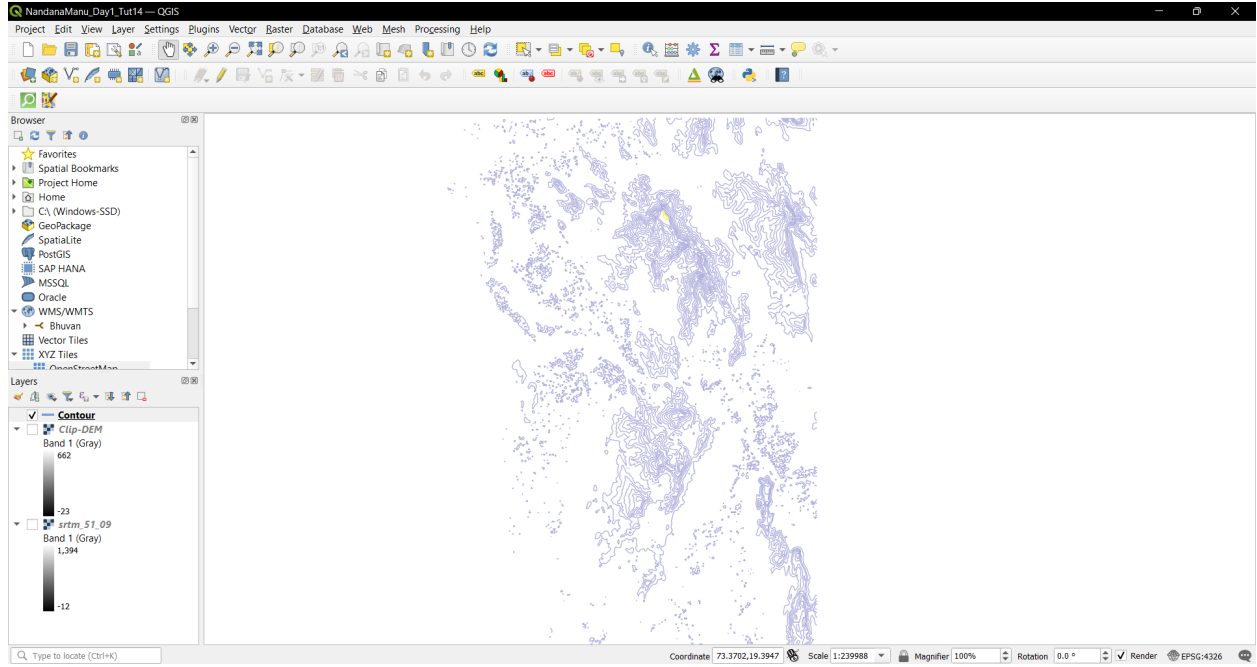 NandanaManu_Day1_Tut14 — QGIS
Project Edit View Layer Settings Plugins Vector Raster Database Web Mesh Processing Help
Browser
Favorites
Spatial Bookmarks
Project Home
Home
C:\ (Windows-SSD)
GeoPackage
SpatiaLite
PostGIS
SAP HANA
MSSQL
Oracle
WMS/WMTS
Bhuvan
Vector Tiles
XYZ Tiles
OpenStreetMap
Layers
Contour
Clip-DEM
Band 1 (Gray)
662
-23
srtm_51_09
Band 1 (Gray)
1,394
-12
Type to locate (Ctrl+K) Coordinate 73.3702,19.3947 Scale 1:239988 Magnifier 100% Rotation 0.0 ° Render EPSG:4326